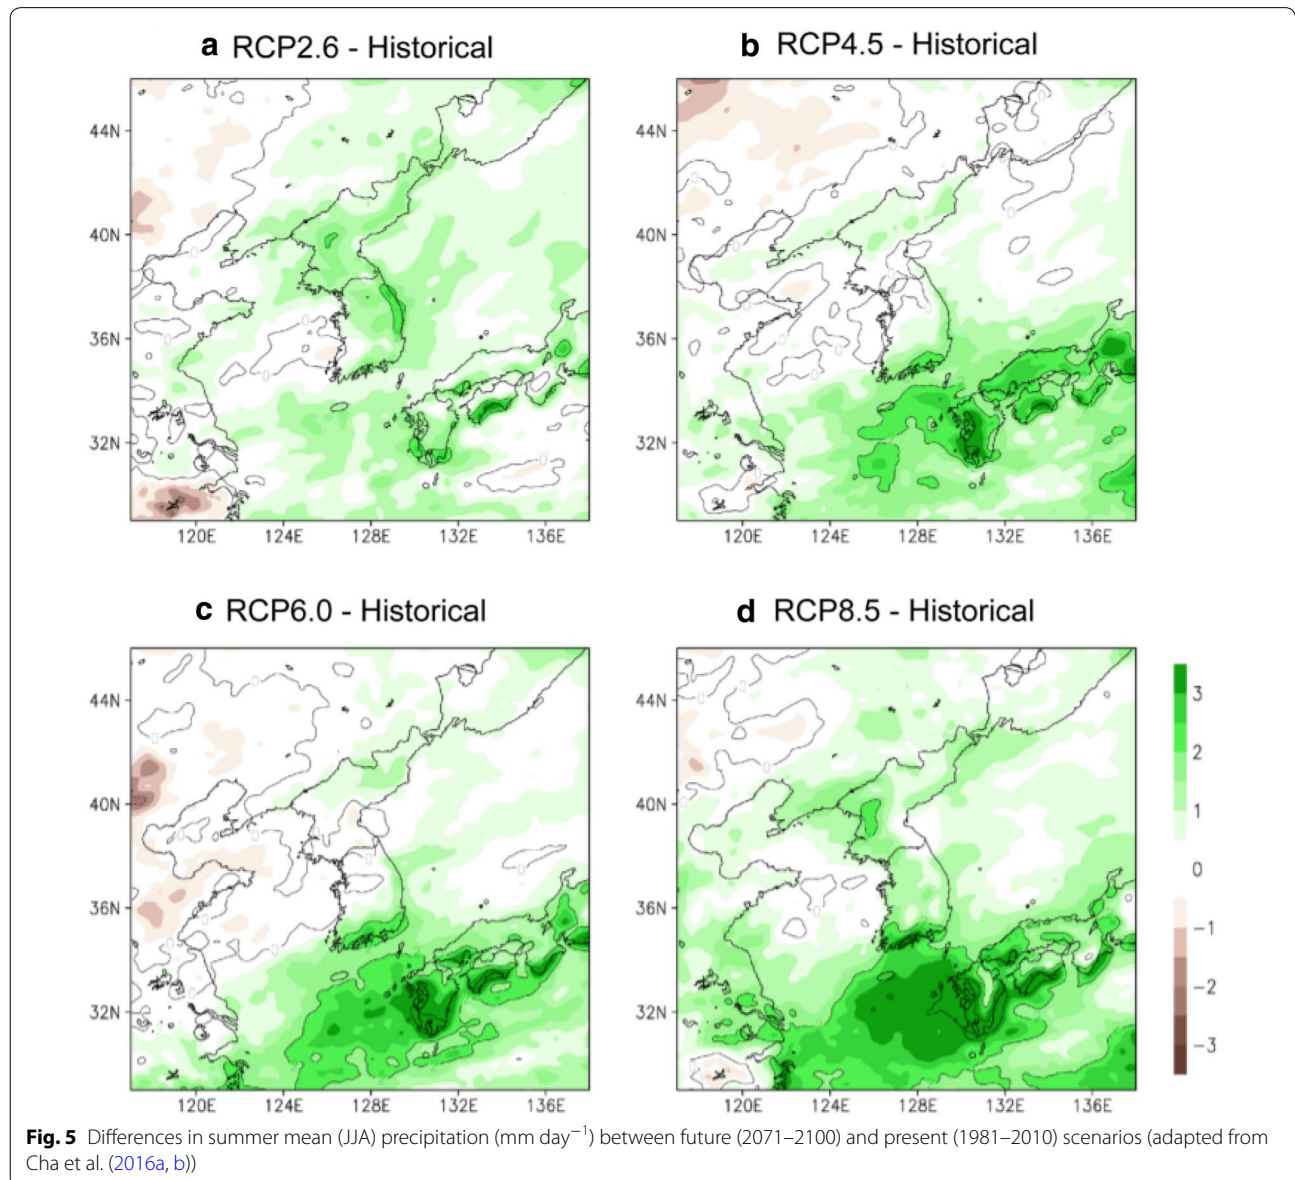 a RCP2.6 - Historical
b RCP4.5 - Historical
44N
40N
36N
32N
120E 124E 128E 132E 136E
44N
40N
36N
32N
120E 124E 128E 132E 136E
c RCP6.0 - Historical
d RCP8.5 - Historical
44N
40N
36N
32N
120E 124E 128E 132E 136E
44N
40N
36N
32N
120E 124E 128E 132E 136E
3
2
1
0
−1
−2
−3
Fig. 5 Differences in summer mean (JJA) precipitation (mm day⁻¹) between future (2071–2100) and present (1981–2010) scenarios (adapted from
Cha et al. (2016a, b))